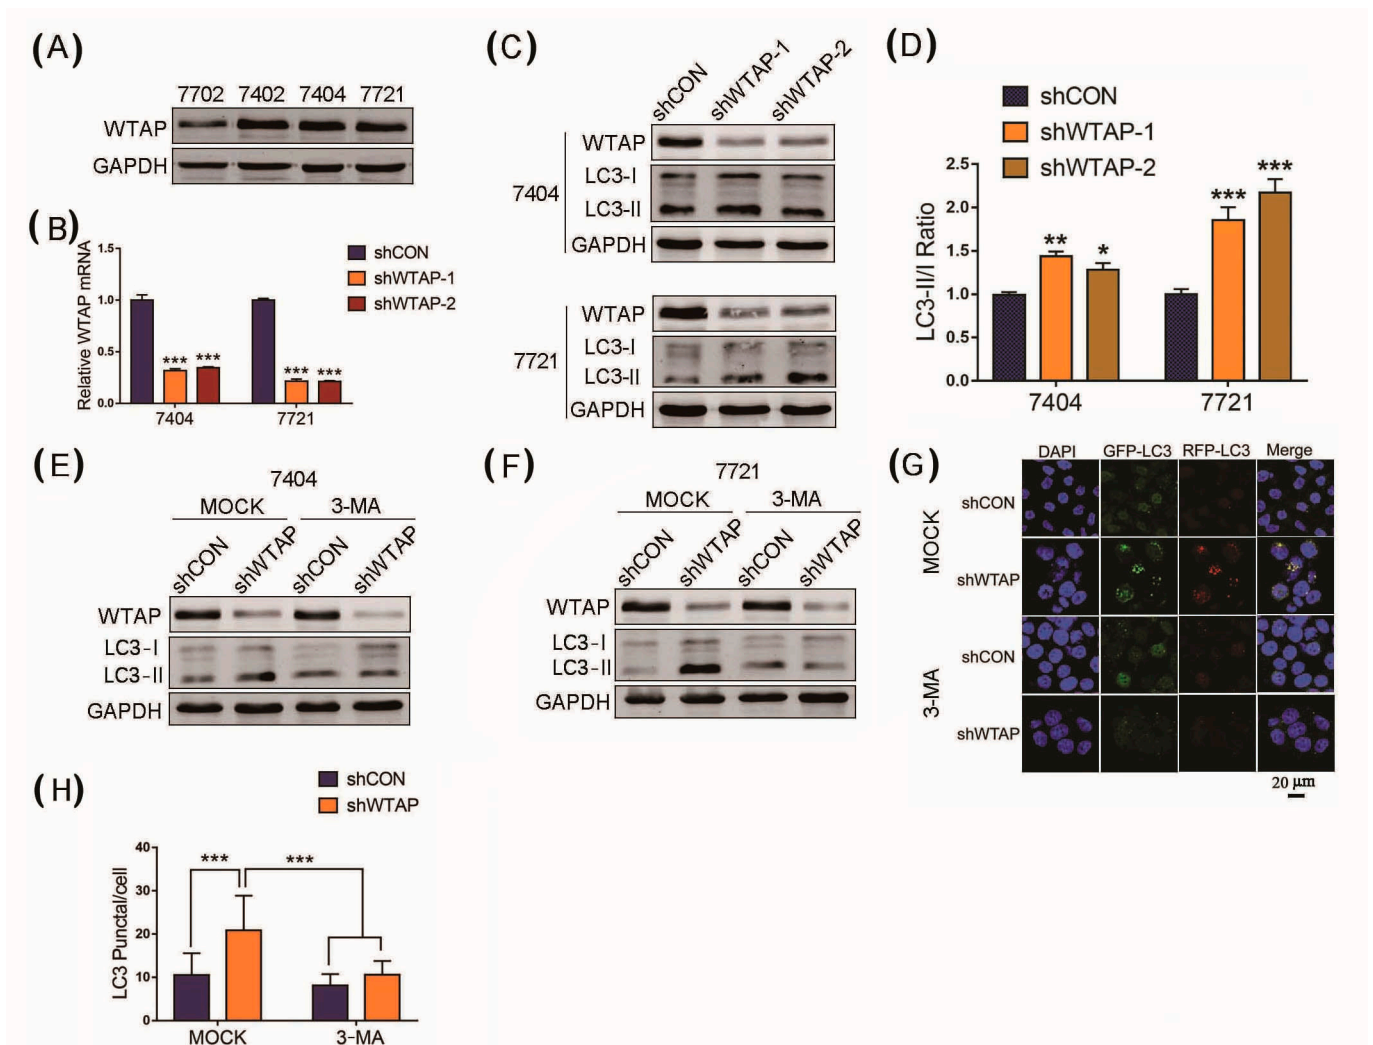 (A)
7702 7402 7404 7721
WTAP
GAPDH
(B)
Relative WTAP mRNA
1.5
1.0
0.5
0.0
*** ***
*** ***
7404 7721
shCON
shWTAP-1
shWTAP-2
(C)
shCON shWTAP-1 shWTAP-2
7404
WTAP
LC3-I
LC3-II
GAPDH
7721
WTAP
LC3-I
LC3-II
GAPDH
(D)
shCON
shWTAP-1
shWTAP-2
LC3-II/I Ratio
2.5
2.0
1.5
1.0
0.5
0.0
** *
*** ***
7404 7721
(E)
7404
MOCK 3-MA
shCON shWTAP shCON shWTAP
WTAP
LC3-I
LC3-II
GAPDH
(F)
7721
MOCK 3-MA
shCON shWTAP shCON shWTAP
WTAP
LC3-I
LC3-II
GAPDH
(G)
DAPI GFP-LC3 RFP-LC3 Merge
MOCK
shCON
shWTAP
3-MA
shCON
shWTAP
20 μm
(H)
shCON
shWTAP
LC3 Punctal/cell
40
30
20
10
0
*** ***
MOCK 3-MA